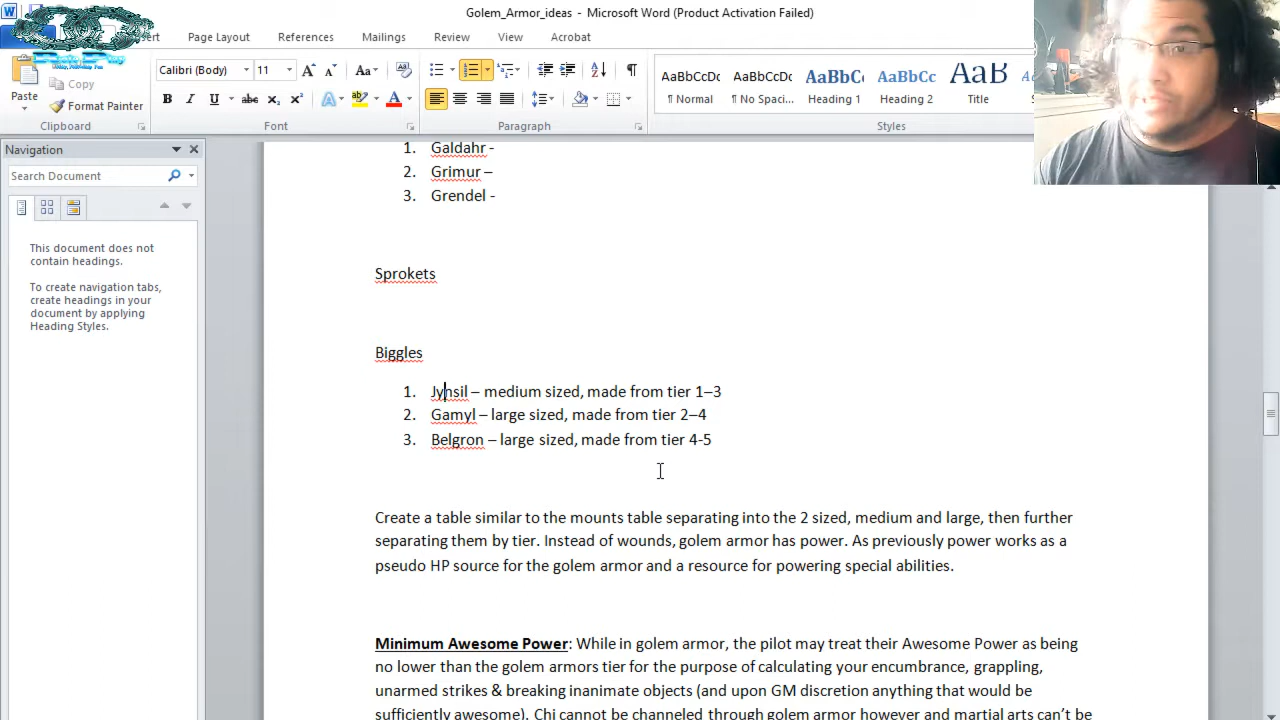 Golem_Armor_ideas - Microsoft Word (Product Activation Failed)
Page Layout References Mailings Review View Acrobat
Paste Copy Format Painter
Clipboard
Calibri (Body) 11
Font
Paragraph
AaBbCcDc AaBbCcDc AaBbCc AaBbCc AaB
¶ Normal ¶ No Spaci... Heading 1 Heading 2 Title
Styles
Navigation
Search Document
This document does not
contain headings.
To create navigation tabs,
create headings in your
document by applying
Heading Styles.
1. Galdahr -
2. Grimur –
3. Grendel -
Sprokets
Biggles
1. Jynsil – medium sized, made from tier 1–3
2. Gamyl – large sized, made from tier 2–4
3. Belgron – large sized, made from tier 4-5
Create a table similar to the mounts table separating into the 2 sized, medium and large, then further
separating them by tier. Instead of wounds, golem armor has power. As previously power works as a
pseudo HP source for the golem armor and a resource for powering special abilities.
Minimum Awesome Power: While in golem armor, the pilot may treat their Awesome Power as being
no lower than the golem armors tier for the purpose of calculating your encumbrance, grappling,
unarmed strikes & breaking inanimate objects (and upon GM discretion anything that would be
sufficiently awesome). Chi cannot be channeled through golem armor however and martial arts can't be